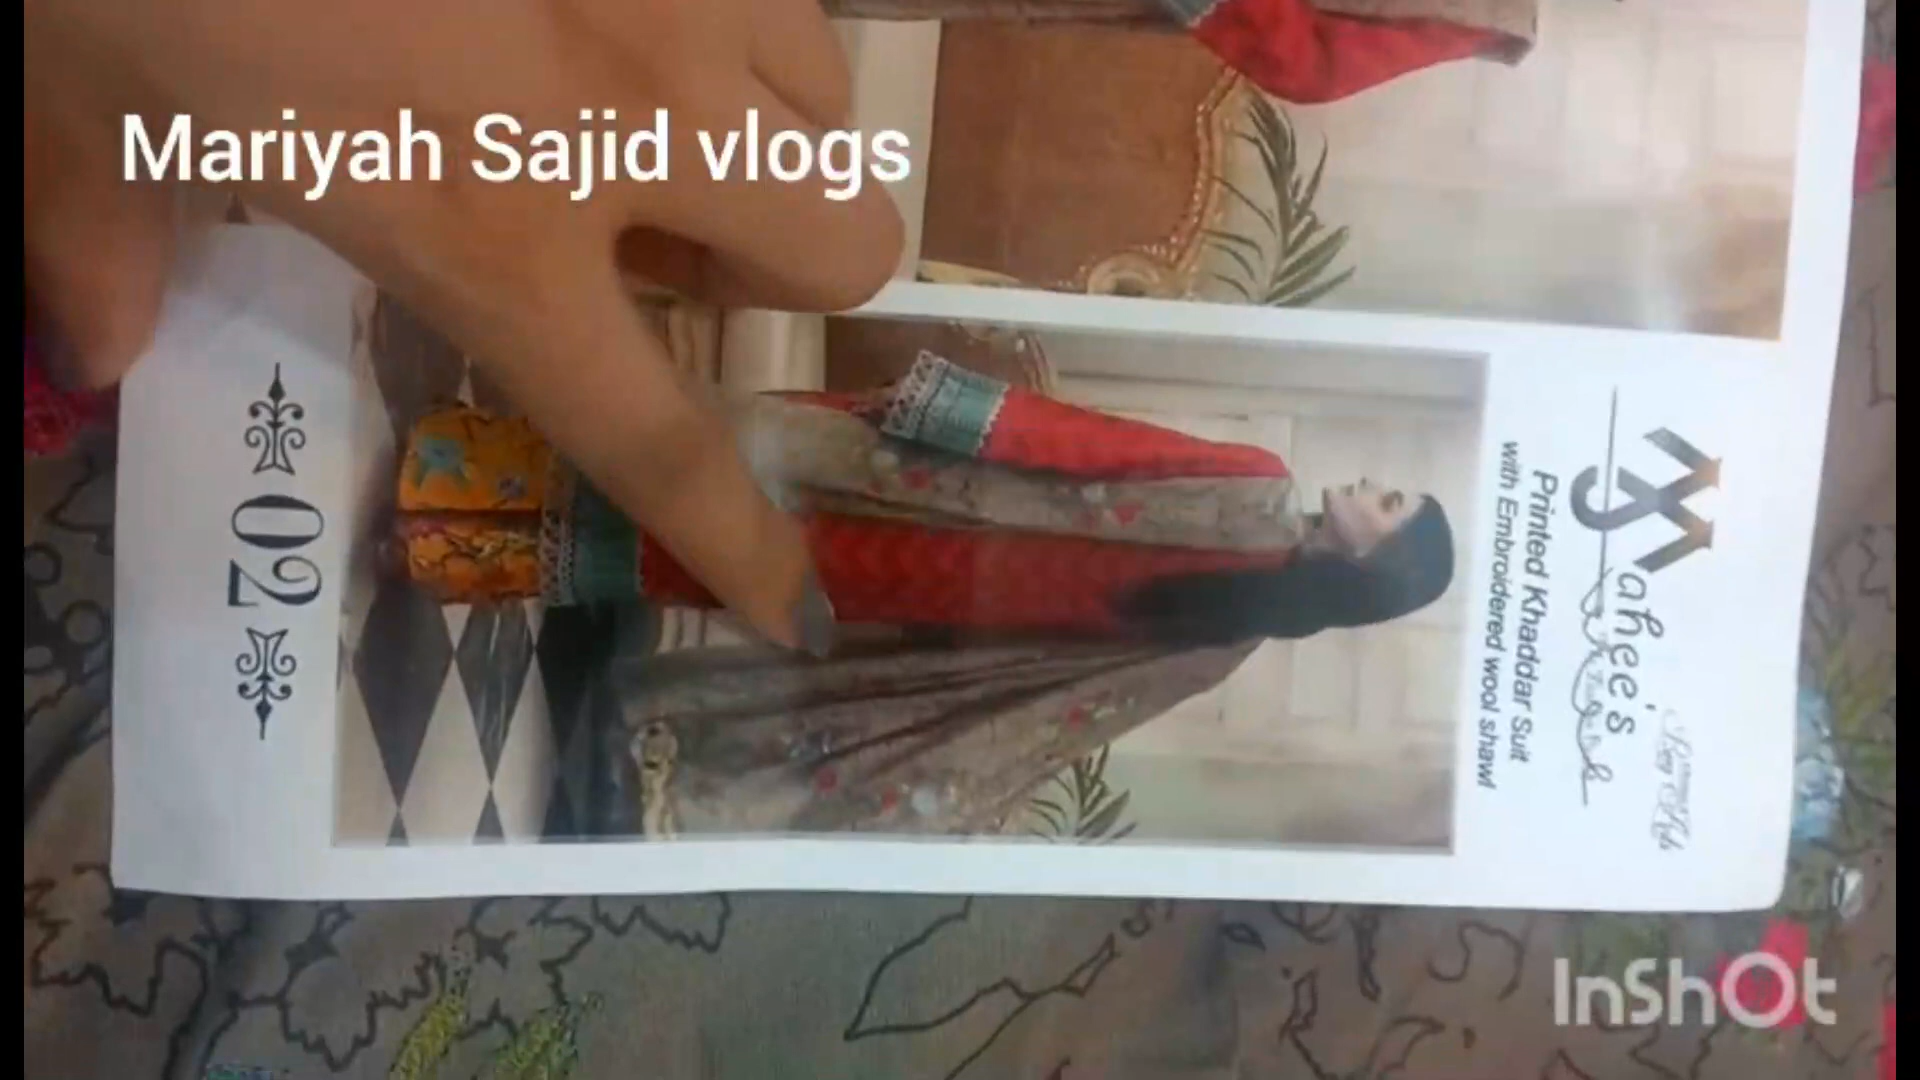 Mariyah Sajid vlogs
Mahee's
Printed Khaddar Suit
with Embroidered wool shawl
02
InShOt